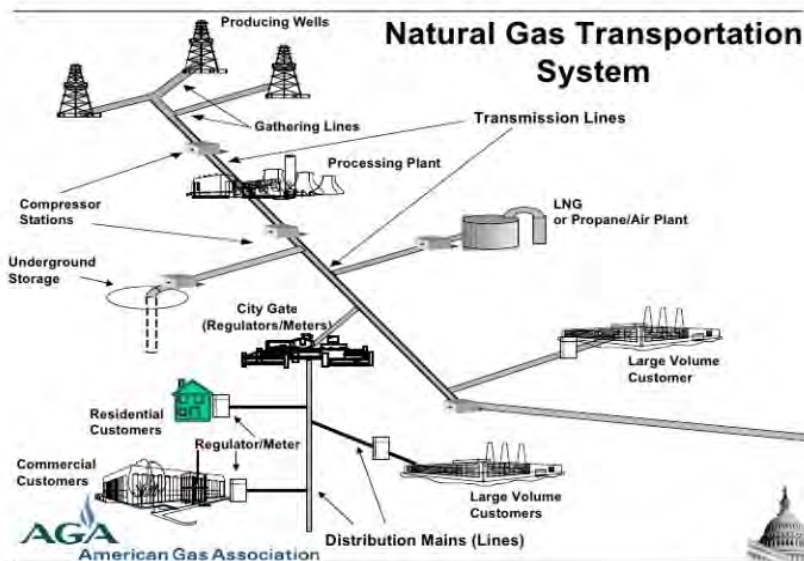 Producing Wells
Natural Gas Transportation
System
Gathering Lines
Transmission Lines
Processing Plant
Compressor
Stations
LNG
or Propane/Air Plant
Underground
Storage
City Gate
(Regulators/Meters)
Large Volume
Customer
Residential
Customers
Regulator/Meter
Commercial
Customers
Large Volume
Customers
Distribution Mains (Lines)
AGA
American Gas Association